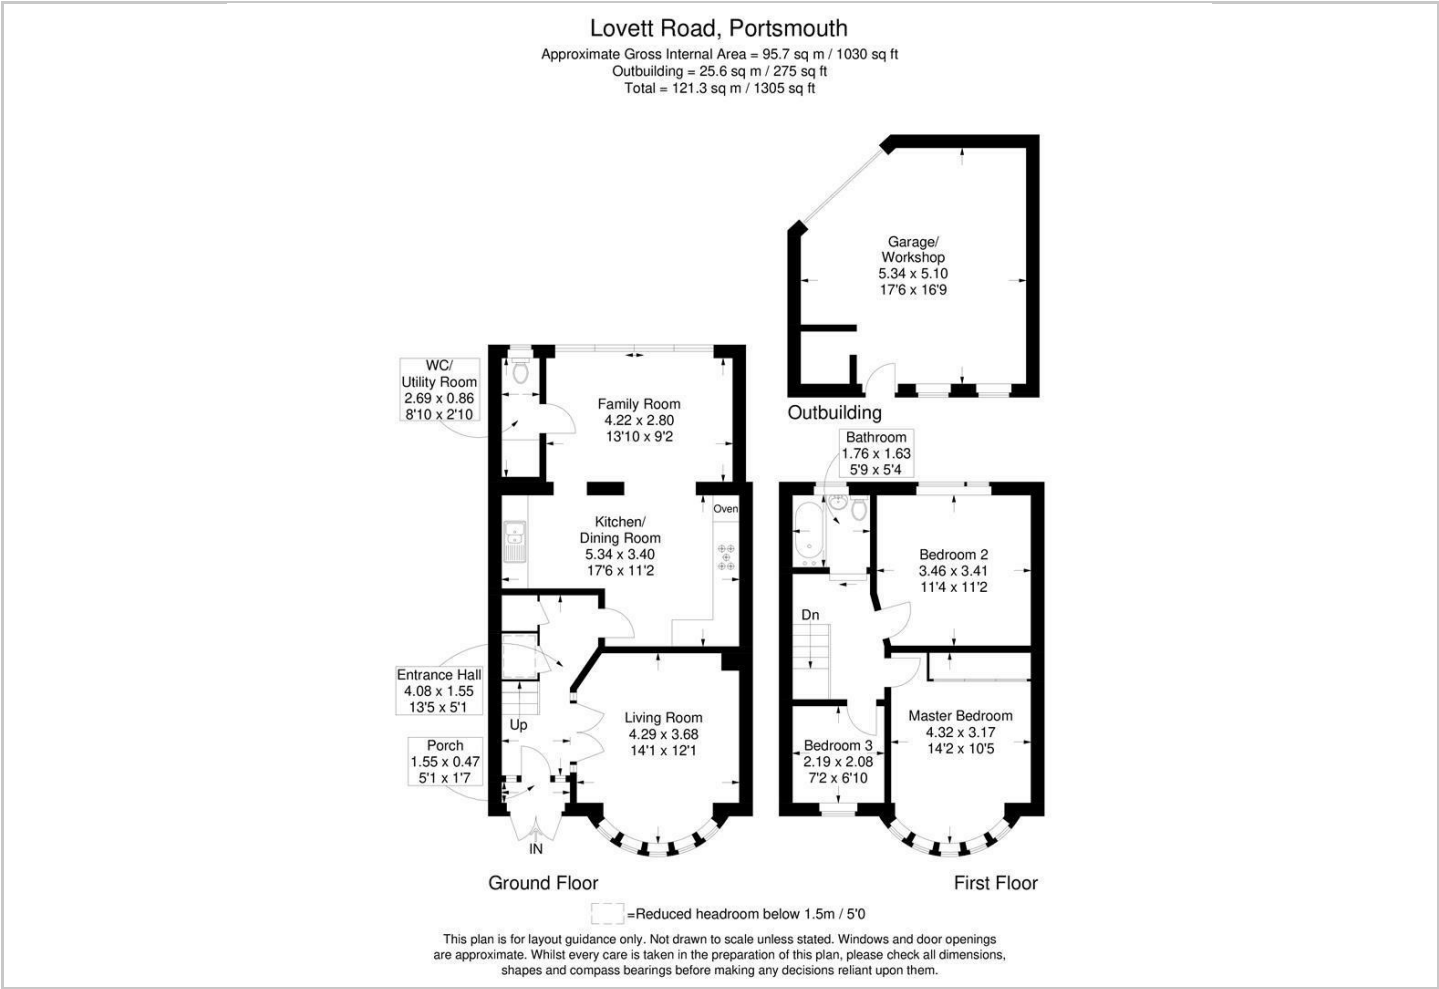 Lovett Road, Portsmouth
Approximate Gross Internal Area = 95.7 sq m / 1030 sq ft
Outbuilding = 25.6 sq m / 275 sq ft
Total = 121.3 sq m / 1305 sq ft
Garage/
Workshop
5.34 x 5.10
17'6 x 16'9
Outbuilding
WC/
Utility Room
2.69 x 0.86
8'10 x 2'10
Family Room
4.22 x 2.80
13'10 x 9'2
Kitchen/
Dining Room
5.34 x 3.40
17'6 x 11'2
Oven
Entrance Hall
4.08 x 1.55
13'5 x 5'1
Up
Living Room
4.29 x 3.68
14'1 x 12'1
Porch
1.55 x 0.47
5'1 x 1'7
IN
Ground Floor
Bathroom
1.76 x 1.63
5'9 x 5'4
Bedroom 2
3.46 x 3.41
11'4 x 11'2
Dn
Master Bedroom
4.32 x 3.17
14'2 x 10'5
Bedroom 3
2.19 x 2.08
7'2 x 6'10
First Floor
=Reduced headroom below 1.5m / 5'0
This plan is for layout guidance only. Not drawn to scale unless stated. Windows and door openings
are approximate. Whilst every care is taken in the preparation of this plan, please check all dimensions,
shapes and compass bearings before making any decisions reliant upon them.